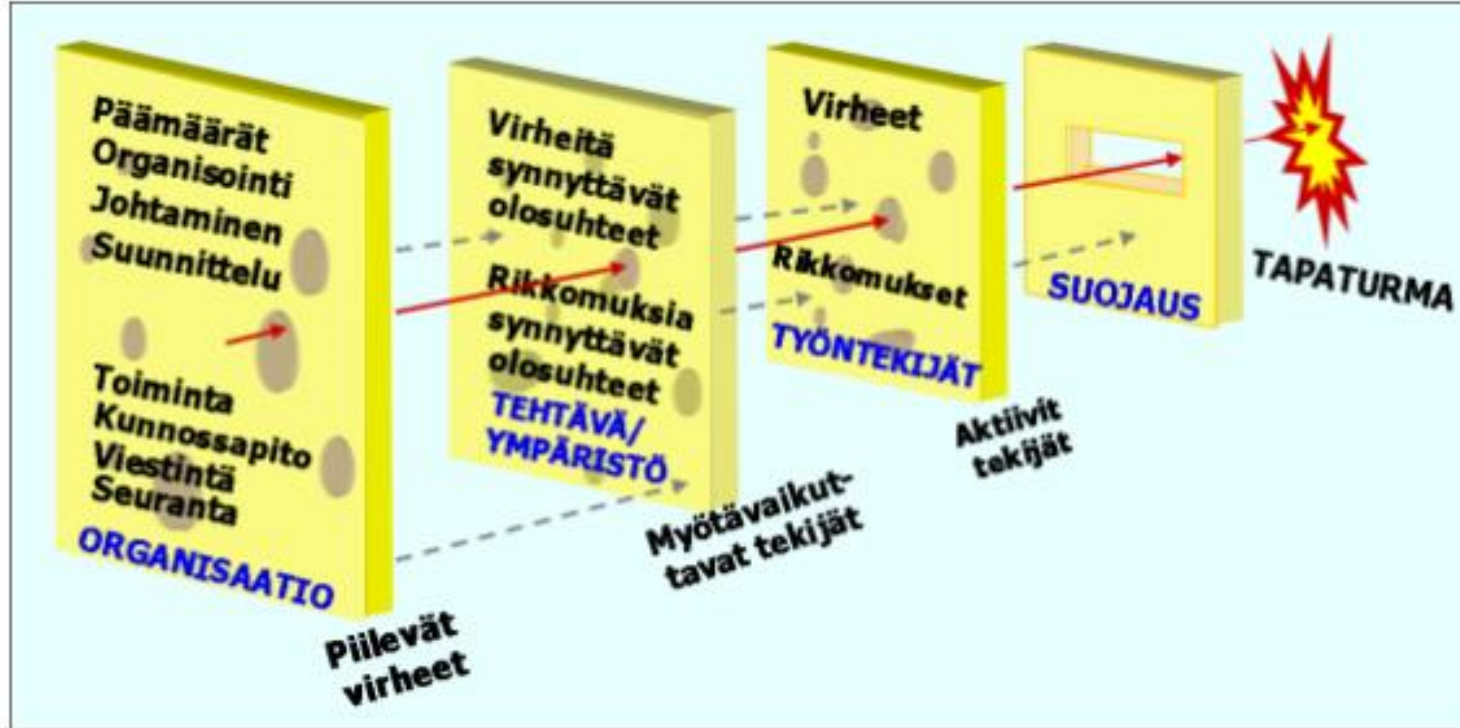 Päämäärät
Organisointi
Johtaminen
Suunnittelu
Toiminta
Kunnossapito
Viestintä
Seuranta
ORGANISAATIO
Piilevät
virheet
Virheitä
synnyttävät
olosuhteet
Rikkomuksia
synnyttävät
olosuhteet
TEHTÄVÄ/
YMPÄRISTÖ
Myötävaikut-
tavat tekijät
Virheet
Rikkomukset
TYÖNTEKIJÄT
Aktiivit
tekijät
SUOJAUS
TAPATURMA